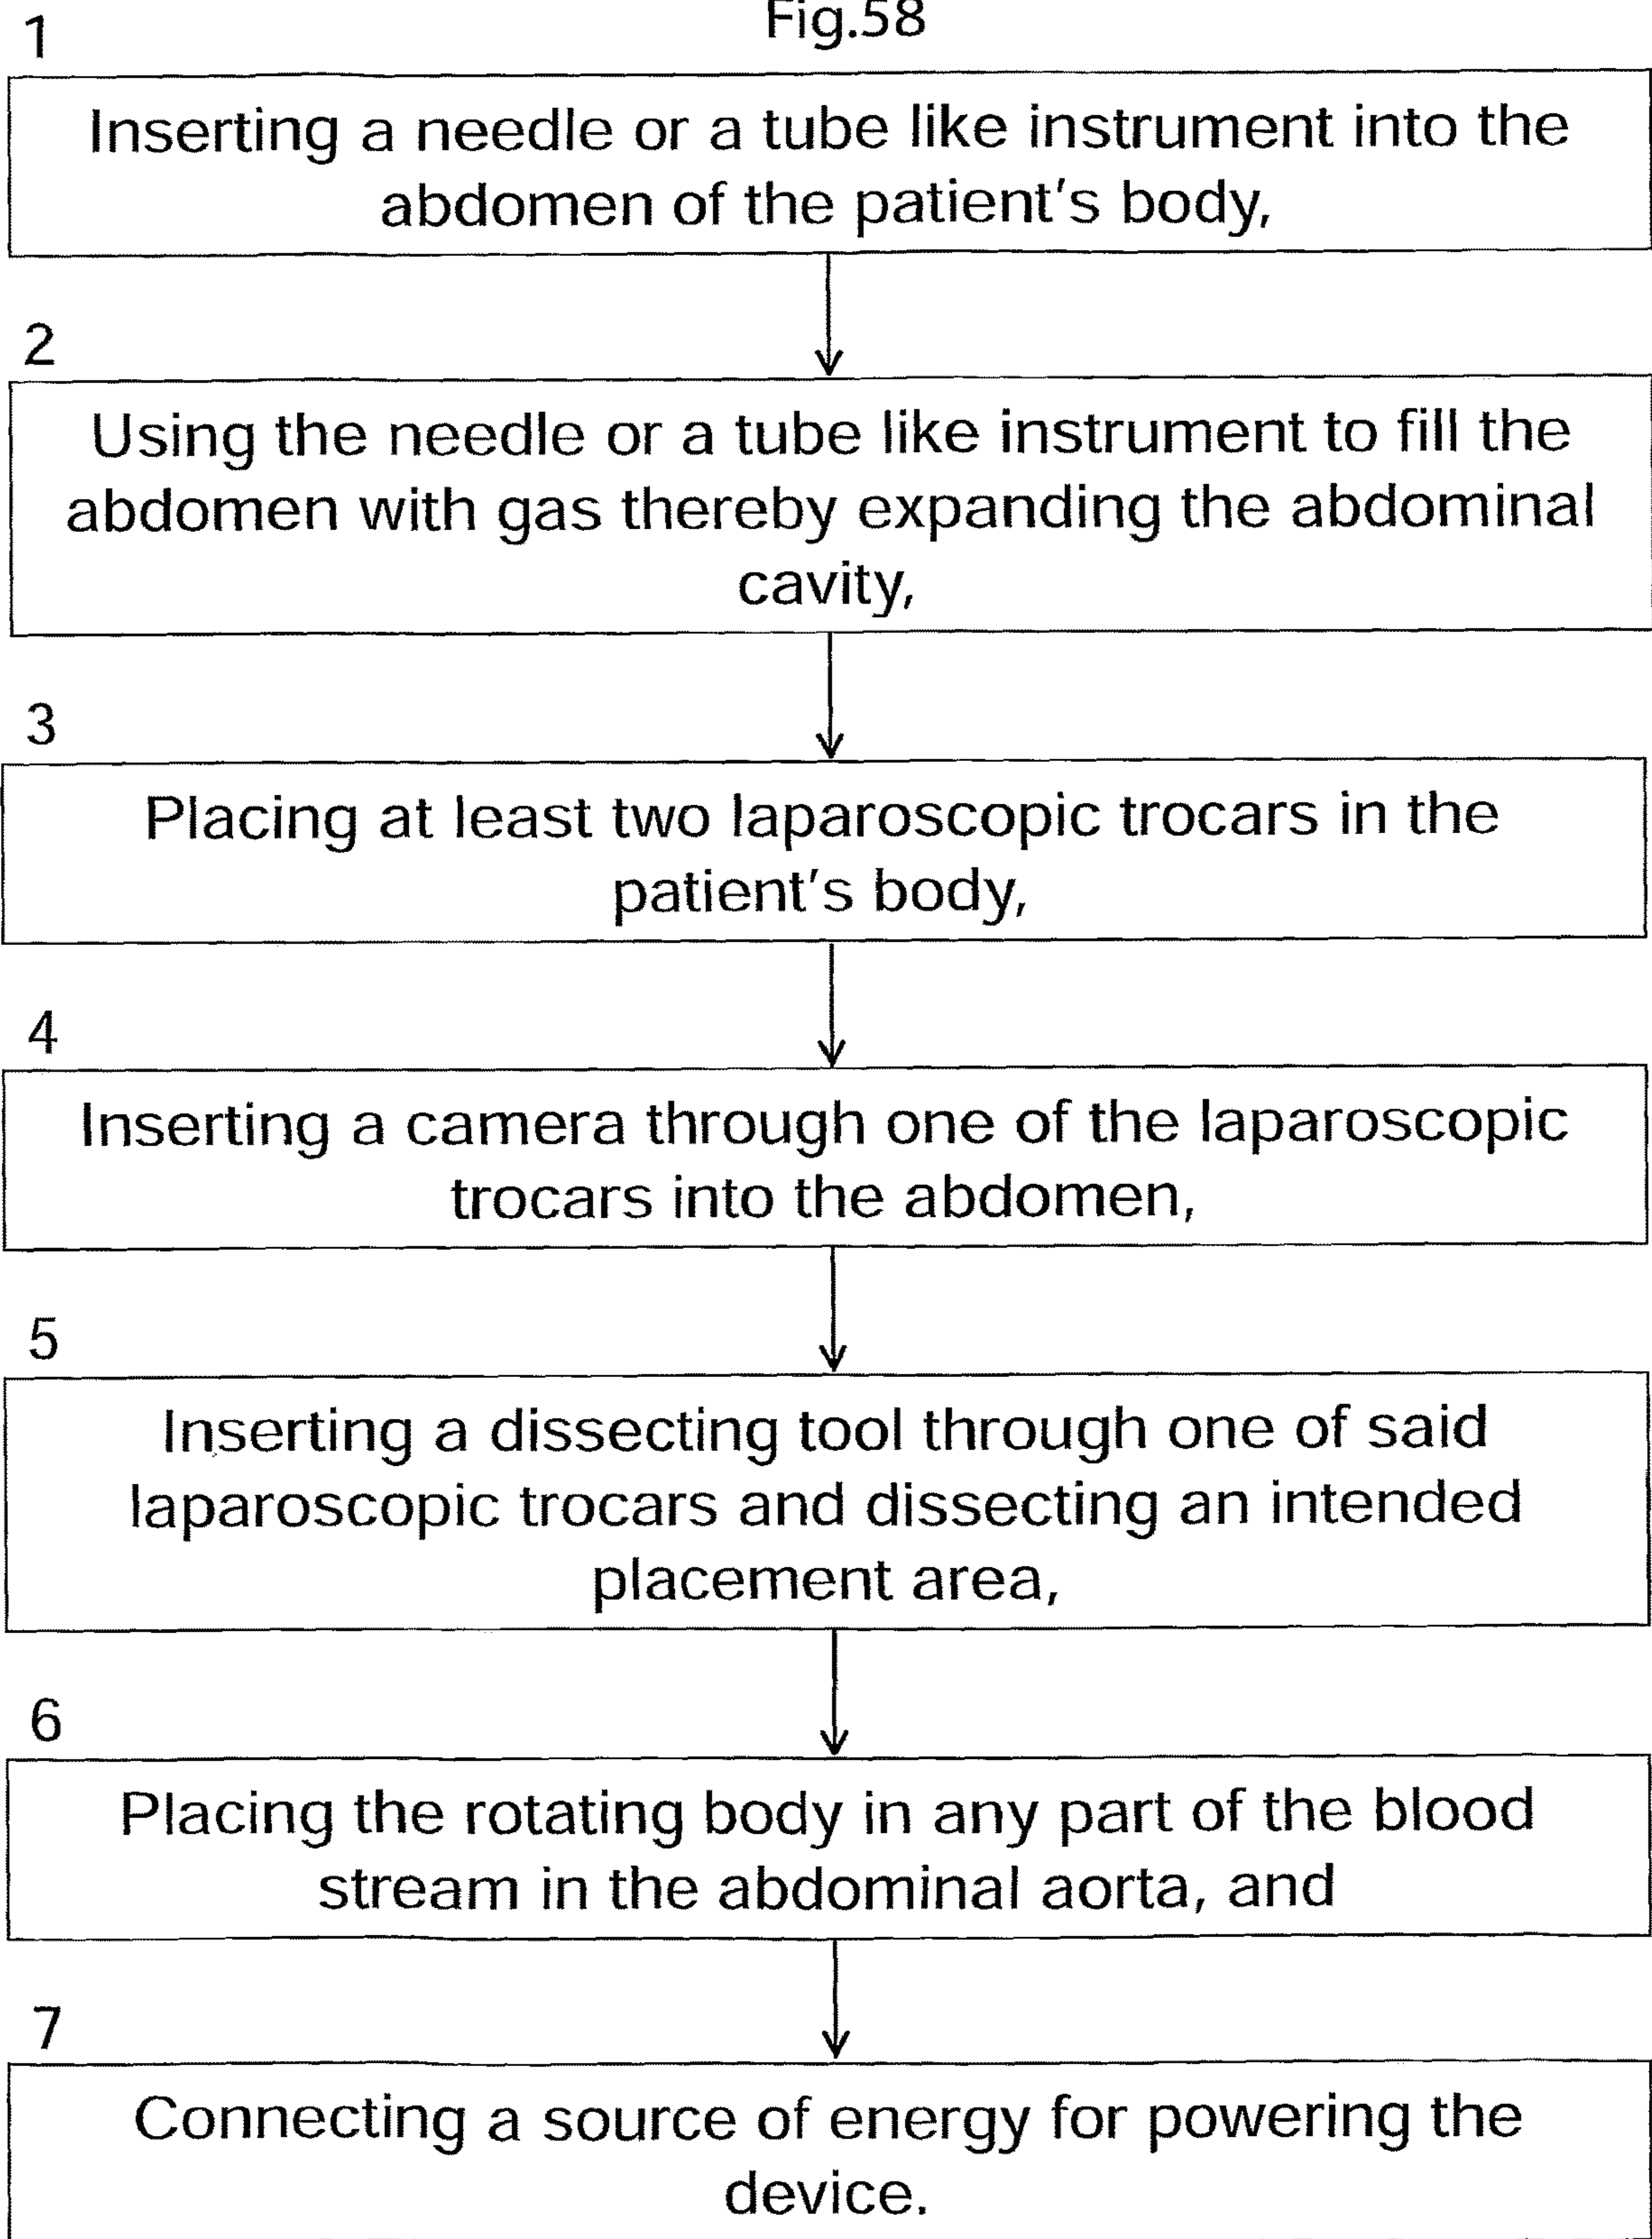 Fig.58
1
Inserting a needle or a tube like instrument into the
abdomen of the patient's body,
2
Using the needle or a tube like instrument to fill the
abdomen with gas thereby expanding the abdominal
cavity,
3
Placing at least two laparoscopic trocars in the
patient's body,
4
Inserting a camera through one of the laparoscopic
trocars into the abdomen,
5
Inserting a dissecting tool through one of said
laparoscopic trocars and dissecting an intended
placement area,
6
Placing the rotating body in any part of the blood
stream in the abdominal aorta, and
7
Connecting a source of energy for powering the
device.